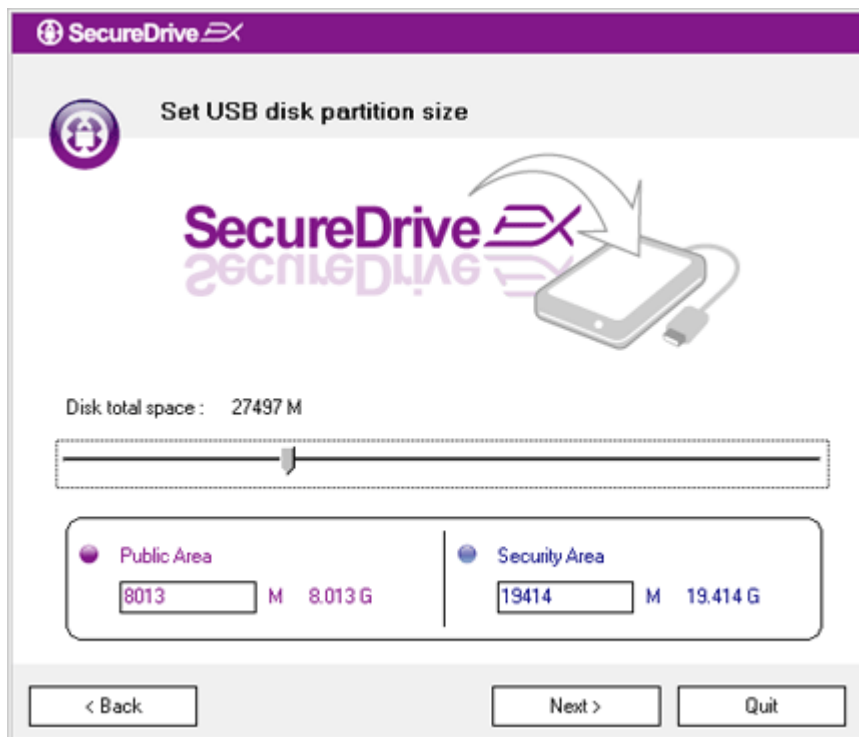 SecureDrive EX
Set USB disk partition size
SecureDrive EX
Disk total space : 27497 M
Public Area
8013 M 8.013 G
Security Area
19414 M 19.414 G
< Back
Next >
Quit